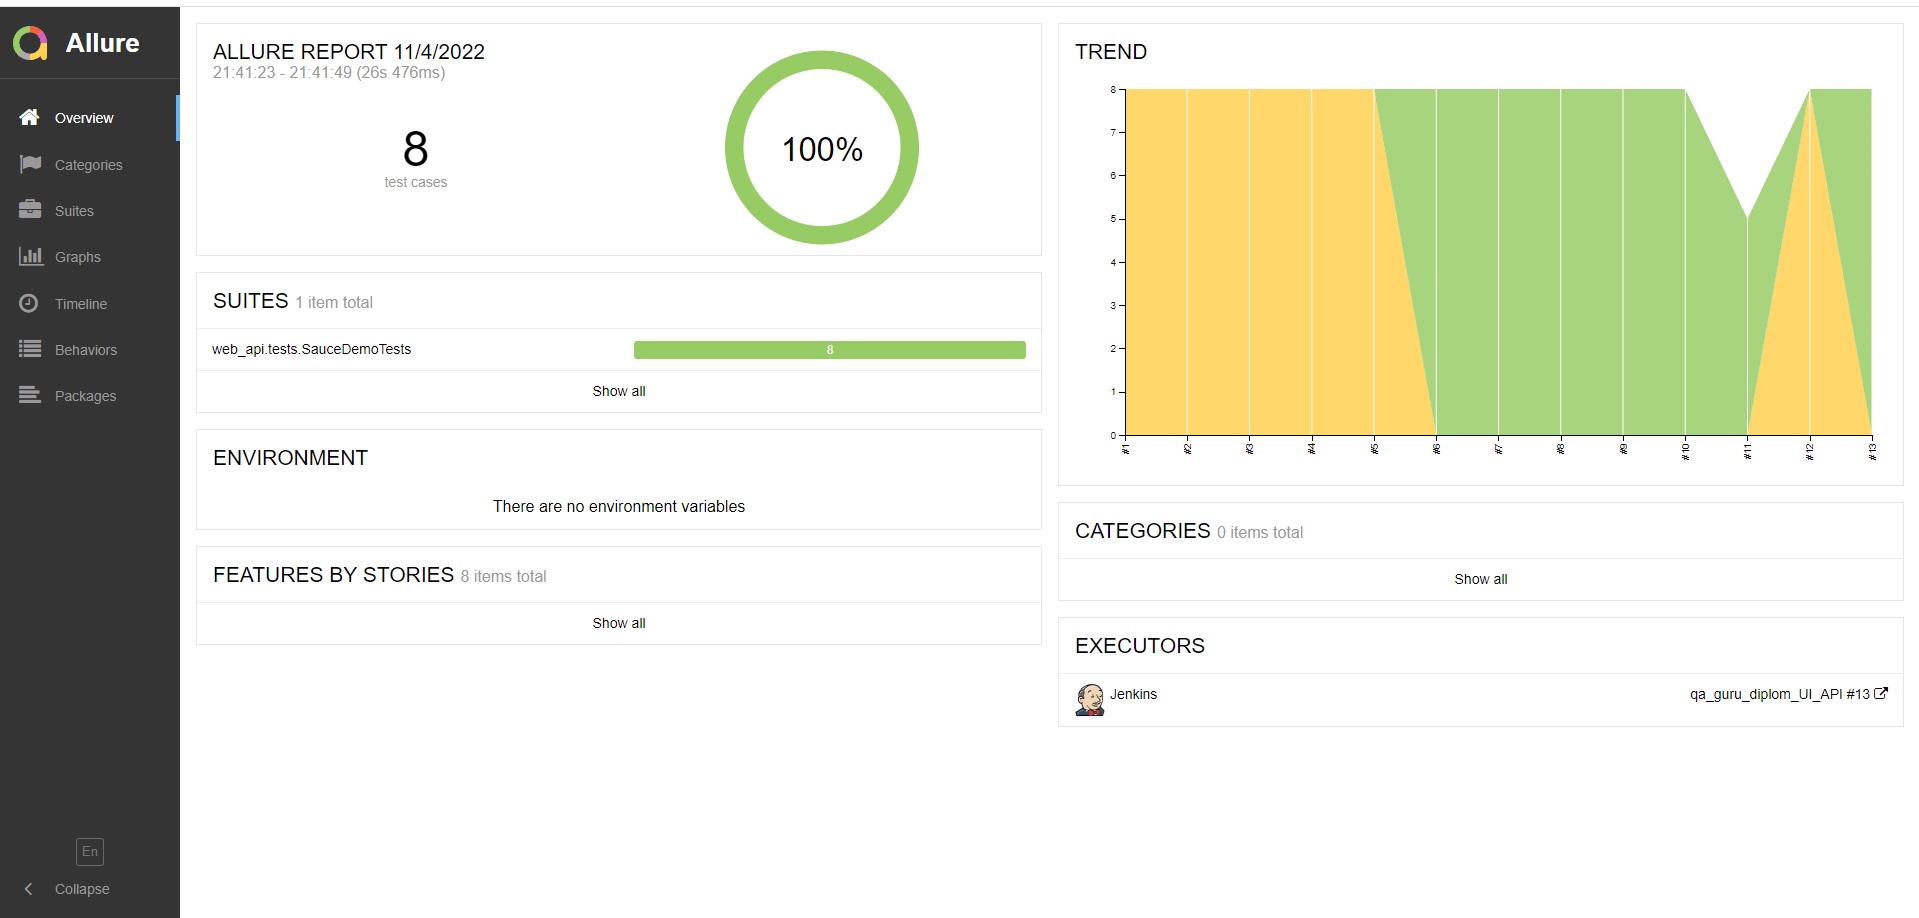 Allure
Overview
Categories
Suites
Graphs
Timeline
Behaviors
Packages
En
Collapse
ALLURE REPORT 11/4/2022
21:41:23 - 21:41:49 (26s 476ms)
8
test cases
100%
SUITES 1 item total
web_api.tests.SauceDemoTests 8
Show all
ENVIRONMENT
There are no environment variables
FEATURES BY STORIES 8 items total
Show all
TREND
8
7
6
5
4
3
2
1
0
#1 #2 #3 #4 #5 #6 #7 #8 #9 #10 #11 #12 #13
CATEGORIES 0 items total
Show all
EXECUTORS
Jenkins qa_guru_diplom_UI_API #13